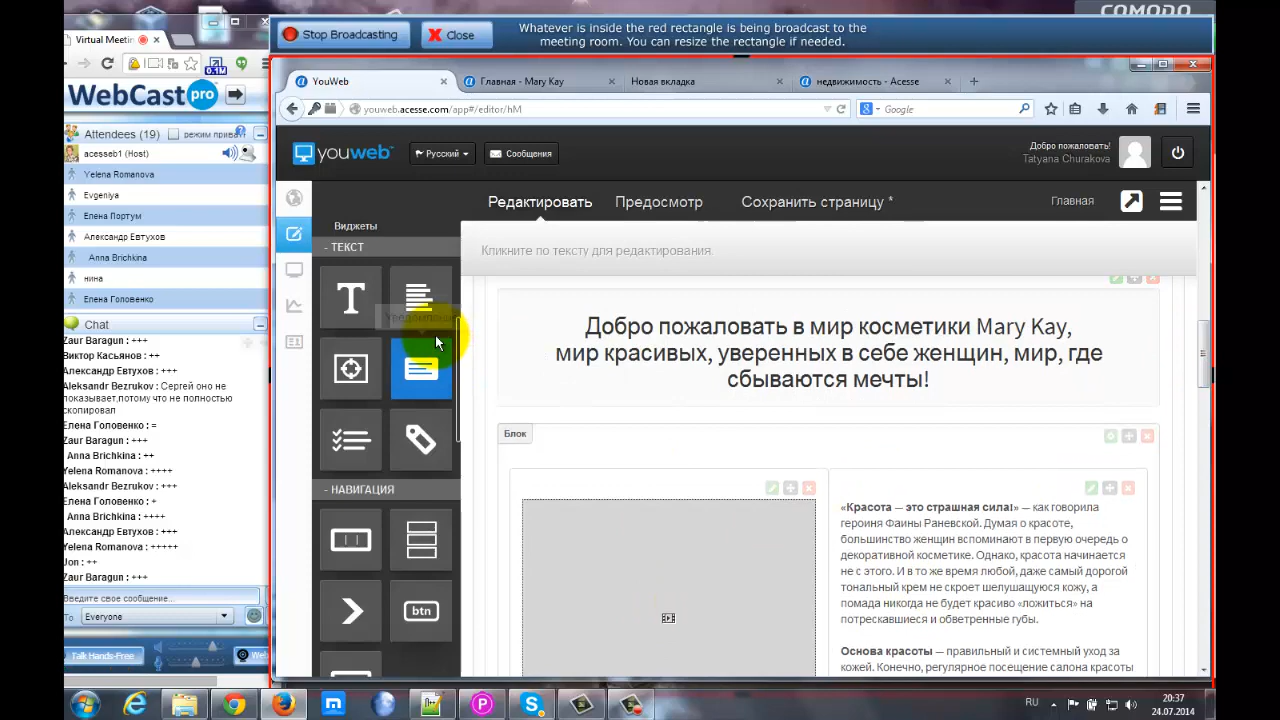 COMODO
Stop Broadcasting
Close
Whatever is inside the red rectangle is being broadcast to the
meeting room. You can resize the rectangle if needed.
Virtual Meetin
YouWeb
Главная - Mary Kay
Новая вкладка
недвижимость - Acesse
youweb.acesse.com/app#/editor/hM
Google
0.1M
WebCast pro
Attendees (19)
режим приват
acesseb1 (Host)
Yelena Romanova
Evgeniya
Елена Портум
Александр Евтухов
Anna Brichkina
нина
Елена Головенко
Chat
Zaur Baragun : +++
Виктор Касьянов : ++
Александр Евтухов : +++
Aleksandr Bezrukov : Сергей оно не
показывает,потому что не полностью
скопировал
Елена Головенко : =
Zaur Baragun : +++
Anna Brichkina : ++
Yelena Romanova : ++++
Aleksandr Bezrukov : +++
Елена Головенко : +
Anna Brichkina : ++++
Александр Евтухов : +++
Yelena Romanova : +++++
Jon : ++
Zaur Baragun : +++
Введите свое сообщение...
To
Everyone
Talk Hands-Free
We
youweb
Русский
Сообщения
Добро пожаловать!
Tatyana Churakova
Редактировать
Предосмотр
Сохранить страницу *
Главная
Виджеты
- ТЕКСТ
Кликните по тексту для редактирования.
- НАВИГАЦИЯ
btn
Добро пожаловать в мир косметики Mary Kay,
мир красивых, уверенных в себе женщин, мир, где
сбываются мечты!
Блок
«Красота — это страшная сила!» — как говорила
героиня Фаины Раневской. Думая о красоте,
большинство женщин вспоминают в первую очередь о
декоративной косметике. Однако, красота начинается
не с этого. И в то же время любой, даже самый дорогой
тональный крем не скроет шелушащуюся кожу, а
помада никогда не будет красиво «ложиться» на
потрескавшиеся и обветренные губы.
Основа красоты — правильный и системный уход за
кожей. Конечно, регулярное посещение салона красоты
RU
20:37
24.07.2014